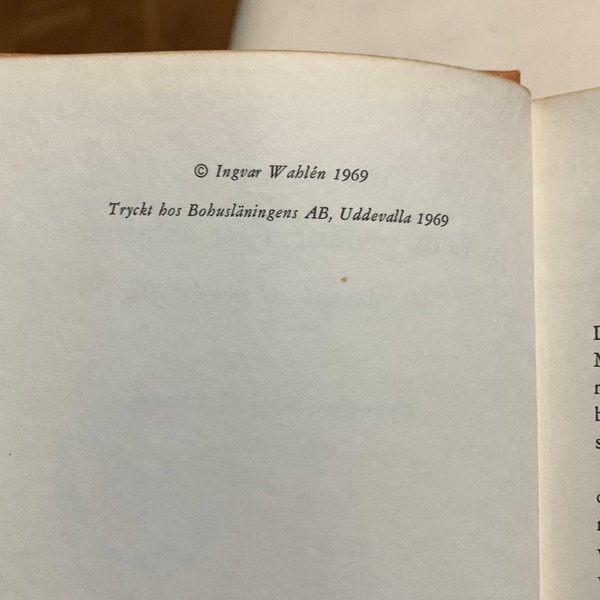 © Ingvar Wahlén 1969
Tryckt hos Bohusläningens AB, Uddevalla 1969